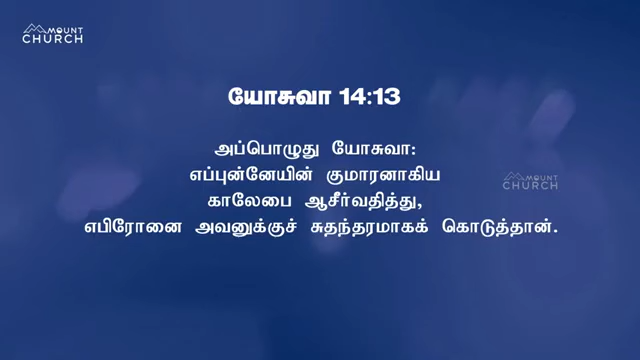 MOUNT
CHURCH
யோசுவா 14:13
அப்பொழுது யோசுவா:
எப்புன்னேயின் குமாரனாகிய
காலேபை ஆசீர்வதித்து,
எபிரோனை அவனுக்குச் சுதந்தரமாகக் கொடுத்தான்.
MOUNT
CHURCH